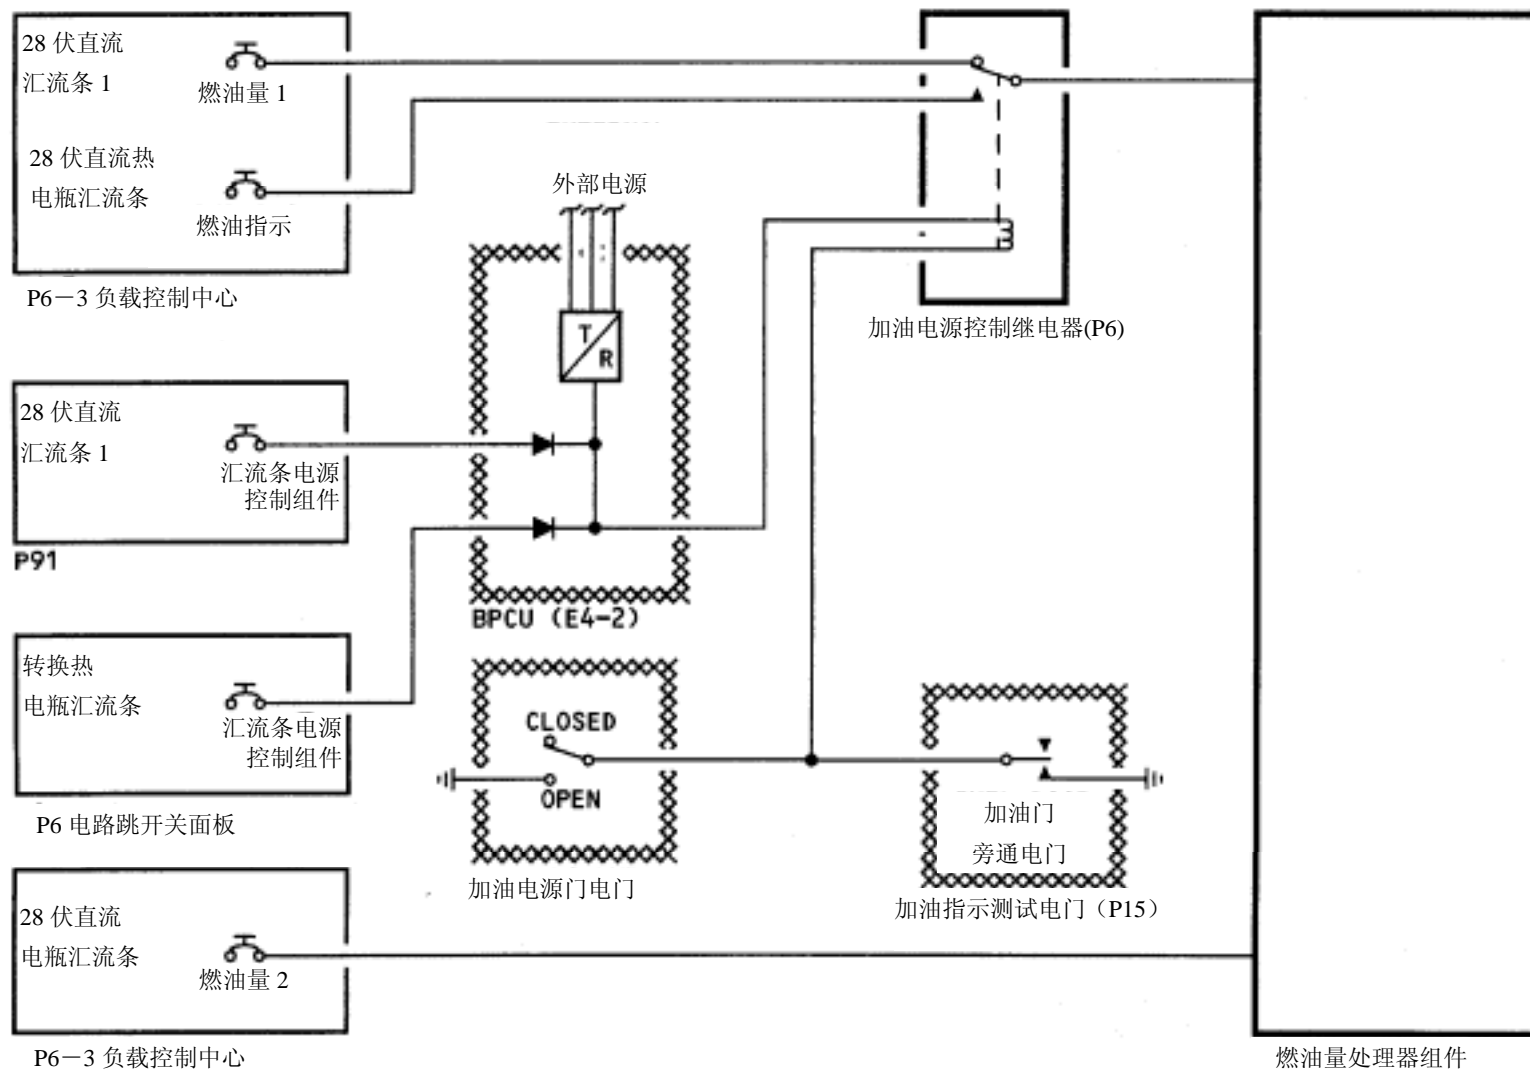 28 伏直流
汇流条 1
燃油量 1
28 伏直流热
电瓶汇流条
燃油指示
P6－3 负载控制中心
外部电源
T
R
加油电源控制继电器(P6)
28 伏直流
汇流条 1
汇流条电源
控制组件
P91
BPCU (E4-2)
转换热
电瓶汇流条
汇流条电源
控制组件
P6 电路跳开关面板
CLOSED
OPEN
加油电源门电门
加油门
旁通电门
加油指示测试电门（P15）
28 伏直流
电瓶汇流条
燃油量 2
P6－3 负载控制中心
燃油量处理器组件